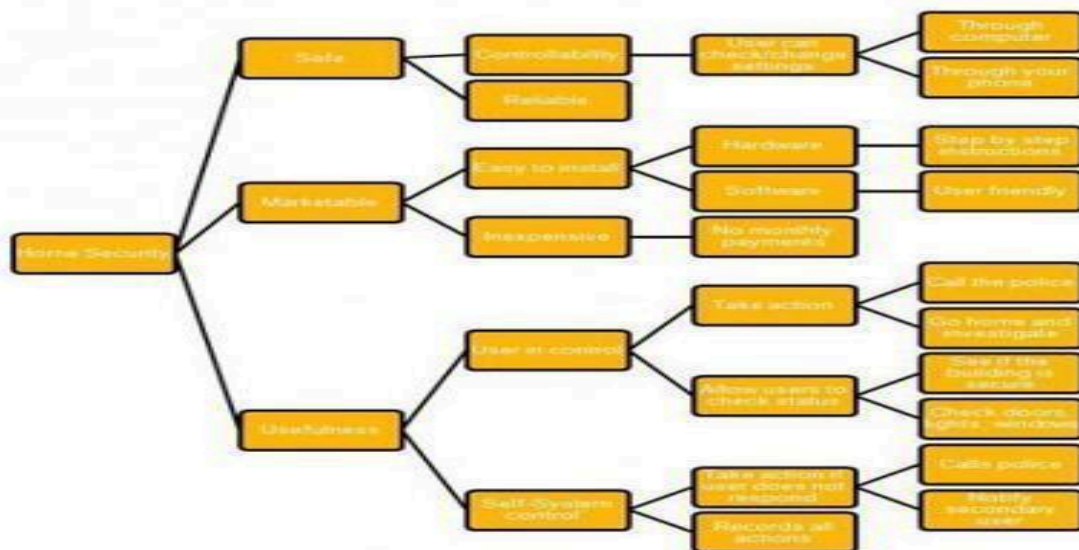 Safe
Controllability
User can
check/change
settings
Through
computer
Through your
phone
Reliable
Marketable
Easy to install
Hardware
Step by step
instructions
Software
User friendly
Inexpensive
No monthly
payments
Home Security
Usefulness
User in control
Take action
Call the police
Go home and
investigate
Allow users to
check status
See if the
building is
secure
Check doors,
lights, windows
Self-System
control
Take action if
user does not
respond
Calls police
Notify
secondary
user
Records all
actions